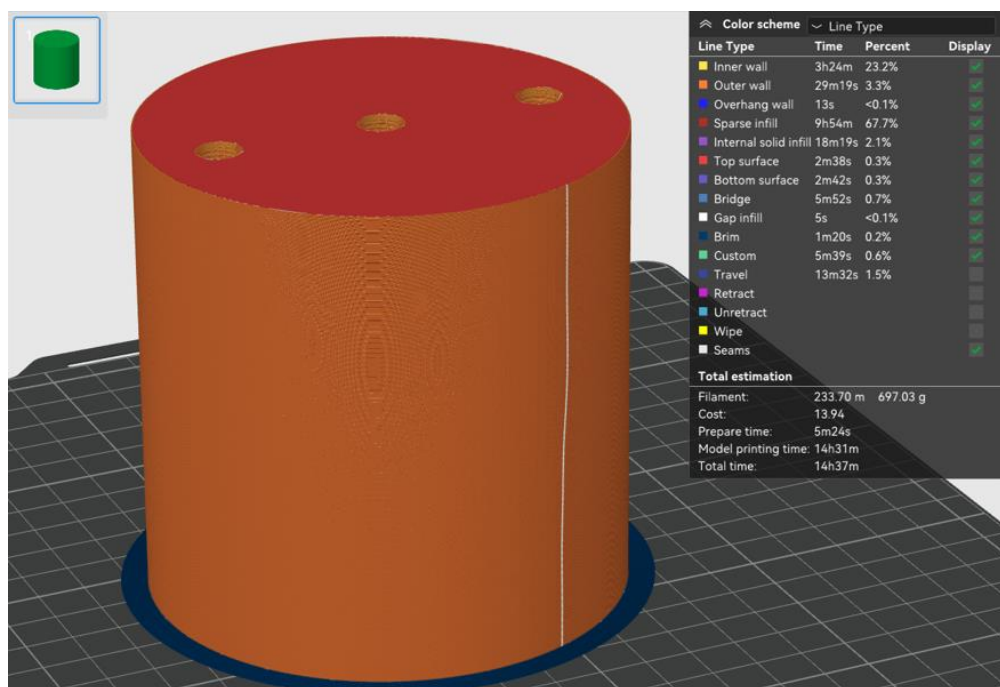 Color scheme Line Type
Line Type Time Percent Display
Inner wall 3h24m 23.2%
Outer wall 29m19s 3.3%
Overhang wall 13s <0.1%
Sparse infill 9h54m 67.7%
Internal solid infill 18m19s 2.1%
Top surface 2m38s 0.3%
Bottom surface 2m42s 0.3%
Bridge 5m52s 0.7%
Gap infill 5s <0.1%
Brim 1m20s 0.2%
Custom 5m39s 0.6%
Travel 13m32s 1.5%
Retract
Unretract
Wipe
Seams
Total estimation
Filament: 233.70 m 697.03 g
Cost: 13.94
Prepare time: 5m24s
Model printing time: 14h31m
Total time: 14h37m